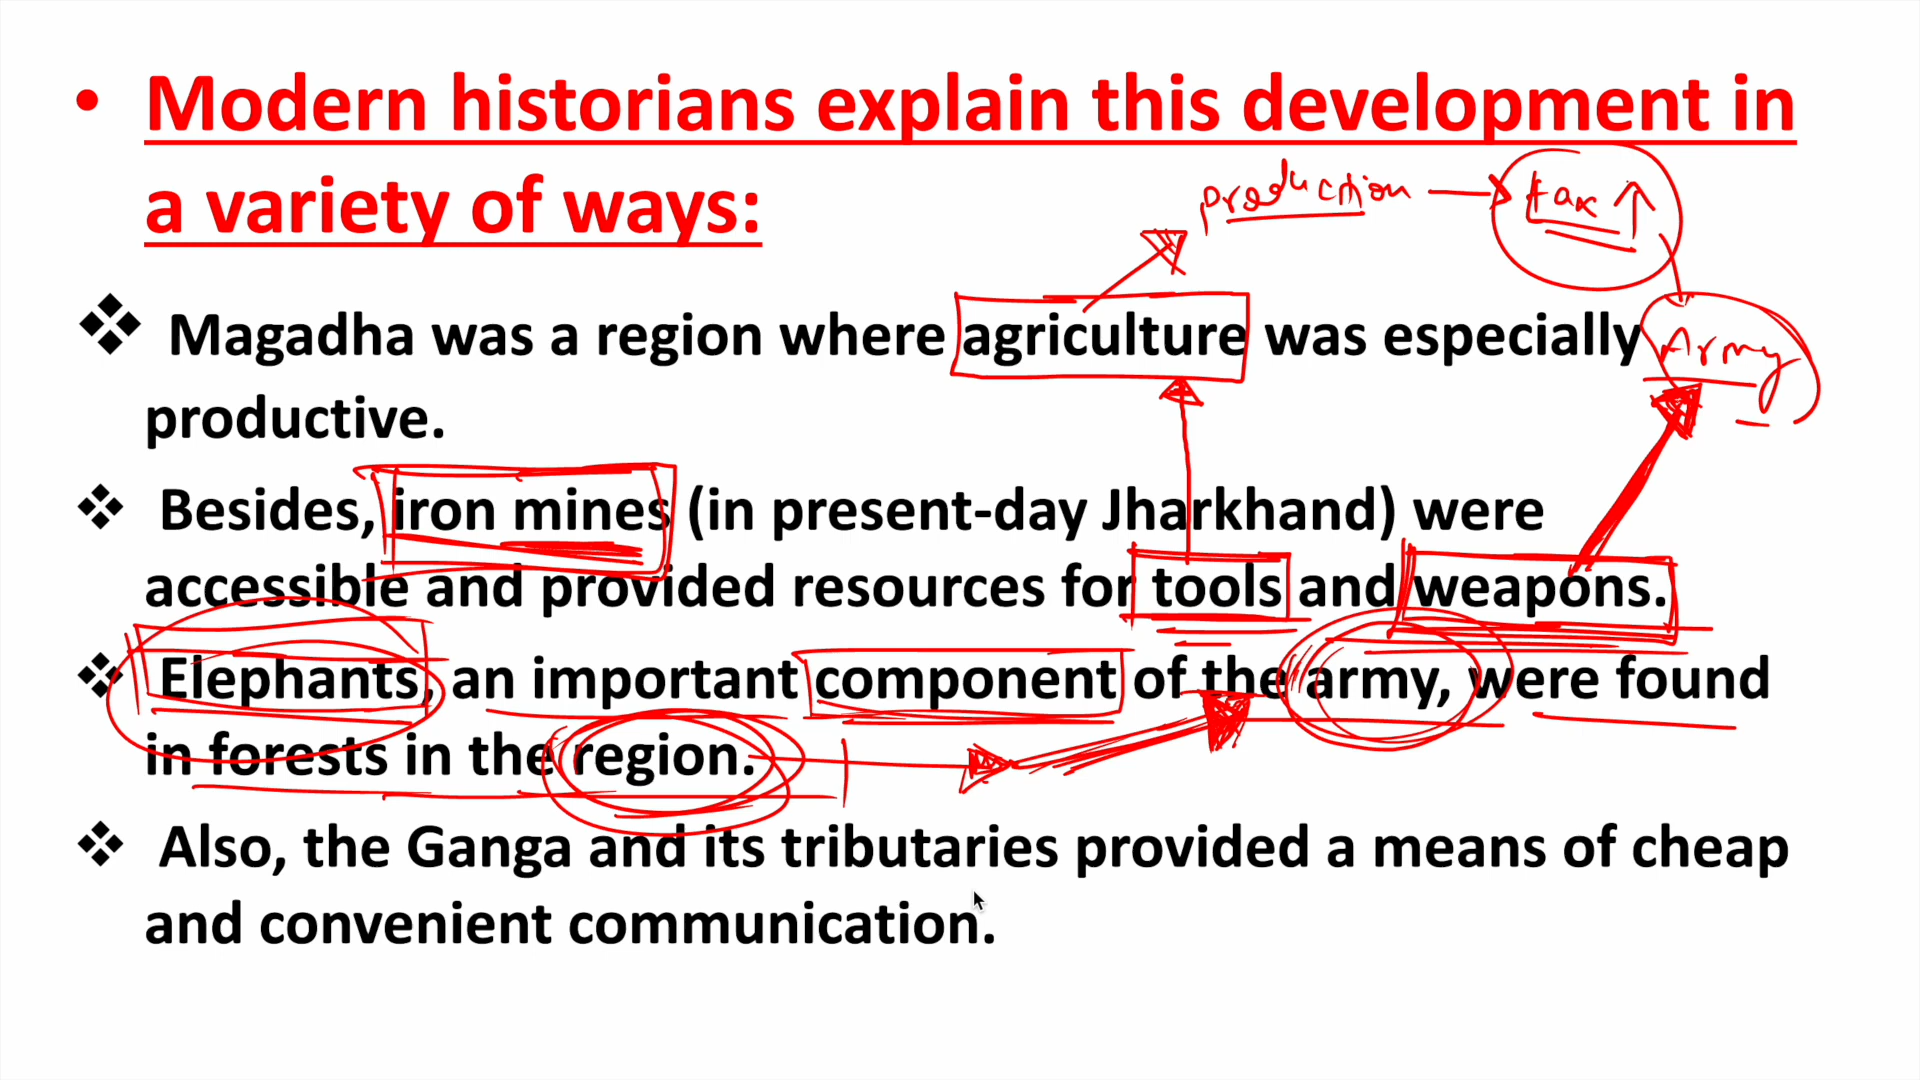 • Modern historians explain this development in
a variety of ways:
production → tax ↑
❖ Magadha was a region where agriculture was especially
Army
productive.
❖ Besides, iron mines (in present-day Jharkhand) were
accessible and provided resources for tools and weapons.
❖ Elephants, an important component of the army, were found
in forests in the region.
❖ Also, the Ganga and its tributaries provided a means of cheap
and convenient communication.